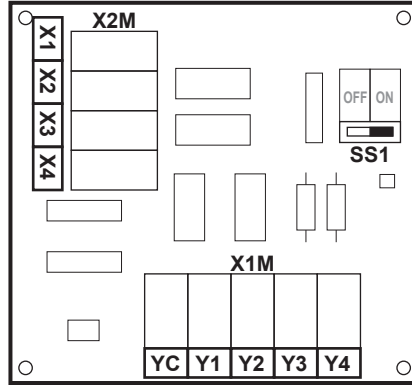 X2M
X1
X2
X3
X4
OFF ON
SS1
X1M
YC Y1 Y2 Y3 Y4